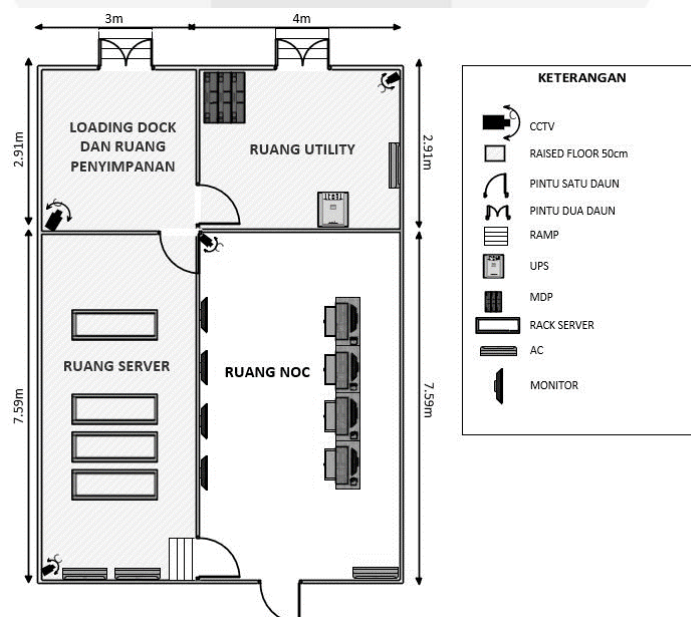 3m
4m
2.91m
LOADING DOCK
DAN RUANG
PENYIMPANAN
RUANG UTILITY
2.91m
7.59m
RUANG SERVER
RUANG NOC
7.59m
KETERANGAN
CCTV
RAISED FLOOR 50cm
PINTU SATU DAUN
PINTU DUA DAUN
RAMP
UPS
MDP
RACK SERVER
AC
MONITOR